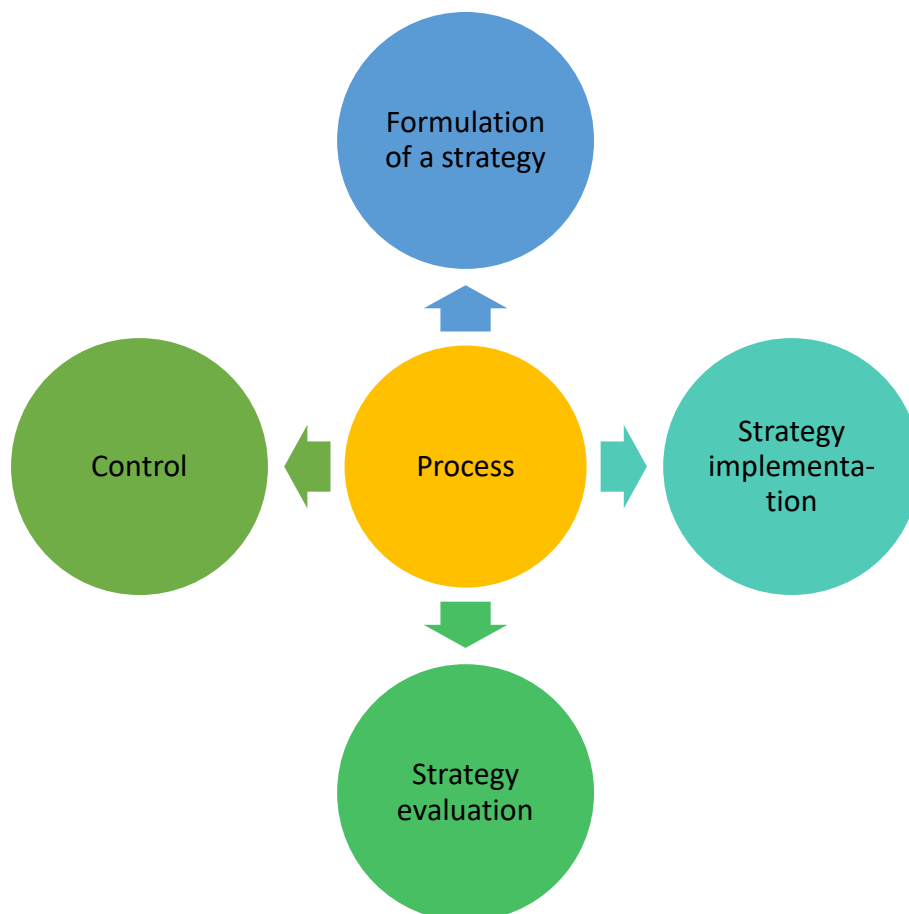 Formulation
of a strategy
Control
Process
Strategy
implementa-
tion
Strategy
evaluation